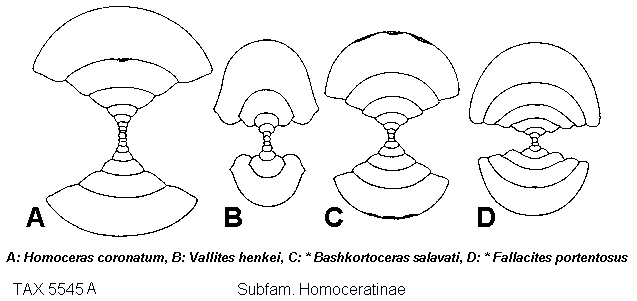 A B C D
A: Homoceras coronatum, B: Vallites henkei, C: * Bashkortoceras salavati, D: * Fallacites portentosus
TAX 5545 A Subfam. Homoceratinae